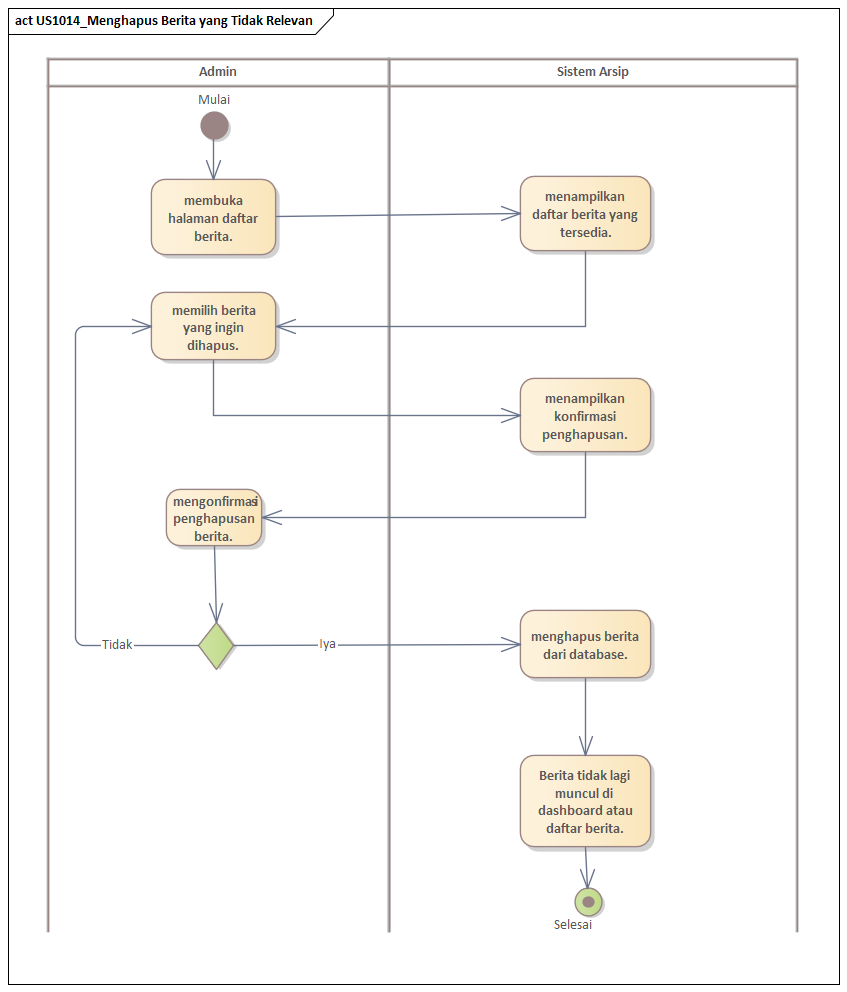 act US1014_Menghapus Berita yang Tidak Relevan
Admin
Sistem Arsip
Mulai
membuka
halaman daftar
berita.
menampilkan
daftar berita yang
tersedia.
memilih berita
yang ingin
dihapus.
menampilkan
konfirmasi
penghapusan.
mengonfirmasi
penghapusan
berita.
Tidak
Iya
menghapus berita
dari database.
Berita tidak lagi
muncul di
dashboard atau
daftar berita.
Selesai